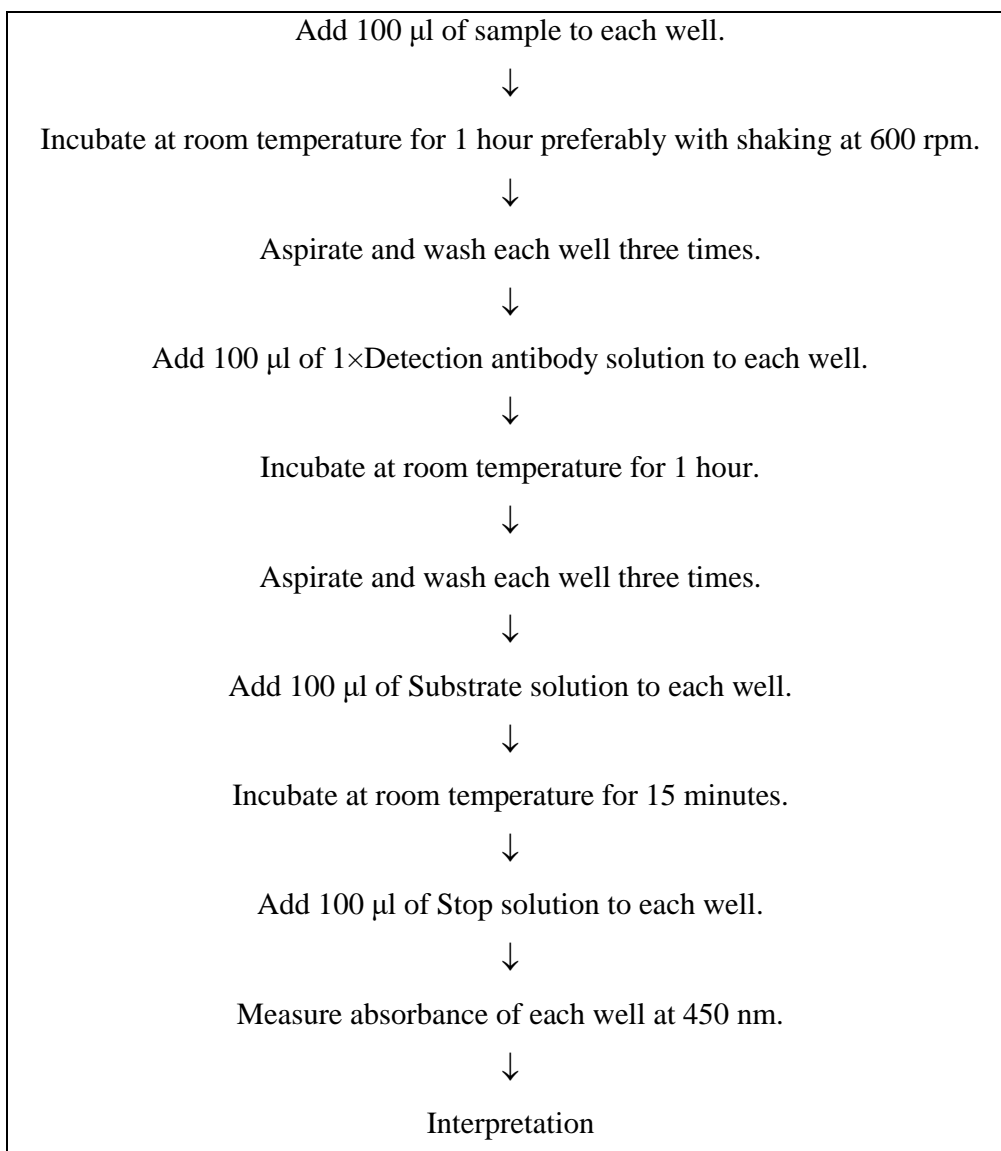 Add 100 μl of sample to each well.
↓
Incubate at room temperature for 1 hour preferably with shaking at 600 rpm.
↓
Aspirate and wash each well three times.
↓
Add 100 μl of 1×Detection antibody solution to each well.
↓
Incubate at room temperature for 1 hour.
↓
Aspirate and wash each well three times.
↓
Add 100 μl of Substrate solution to each well.
↓
Incubate at room temperature for 15 minutes.
↓
Add 100 μl of Stop solution to each well.
↓
Measure absorbance of each well at 450 nm.
↓
Interpretation